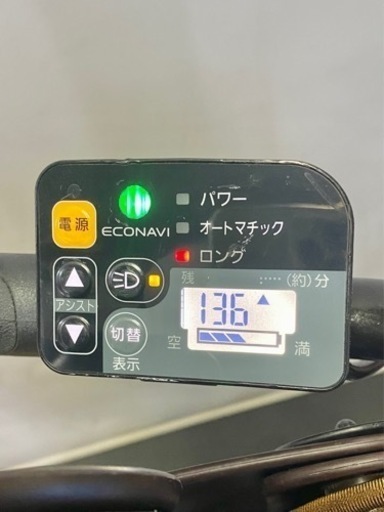 電源
ECONAVI
パワー
オートマチック
ロング
アシスト
切替
表示
残 ..... (約)分
136
空 満